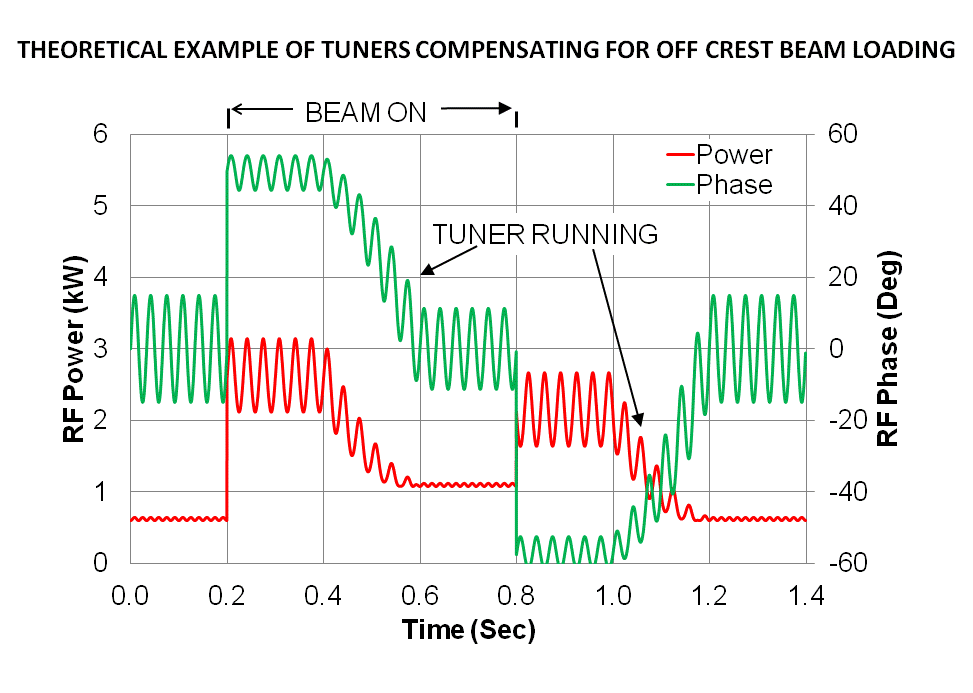 THEORETICAL EXAMPLE OF TUNERS COMPENSATING FOR OFF CREST BEAM LOADING
BEAM ON
6
60
Power
Phase
5
40
TUNER RUNNING
4
20
3
0
2
-20
1
-40
0
-60
RF Power (kW)
RF Phase (Deg)
0.0 0.2 0.4 0.6 0.8 1.0 1.2 1.4
Time (Sec)